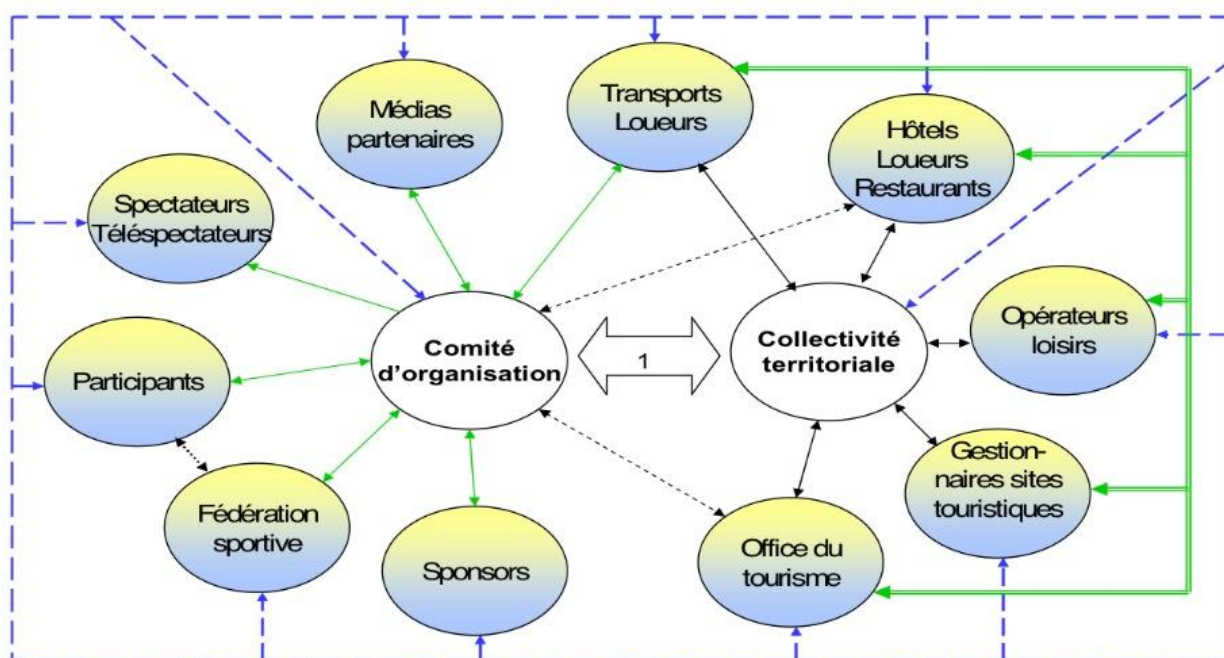 Médias
partenaires
Transports
Loueurs
Hôtels
Loueurs
Restaurants
Spectateurs
Téléspectateurs
Comité
d'organisation
1
Collectivité
territoriale
Opérateurs
loisirs
Participants
Gestion-
naires sites
touristiques
Fédération
sportive
Sponsors
Office du
tourisme